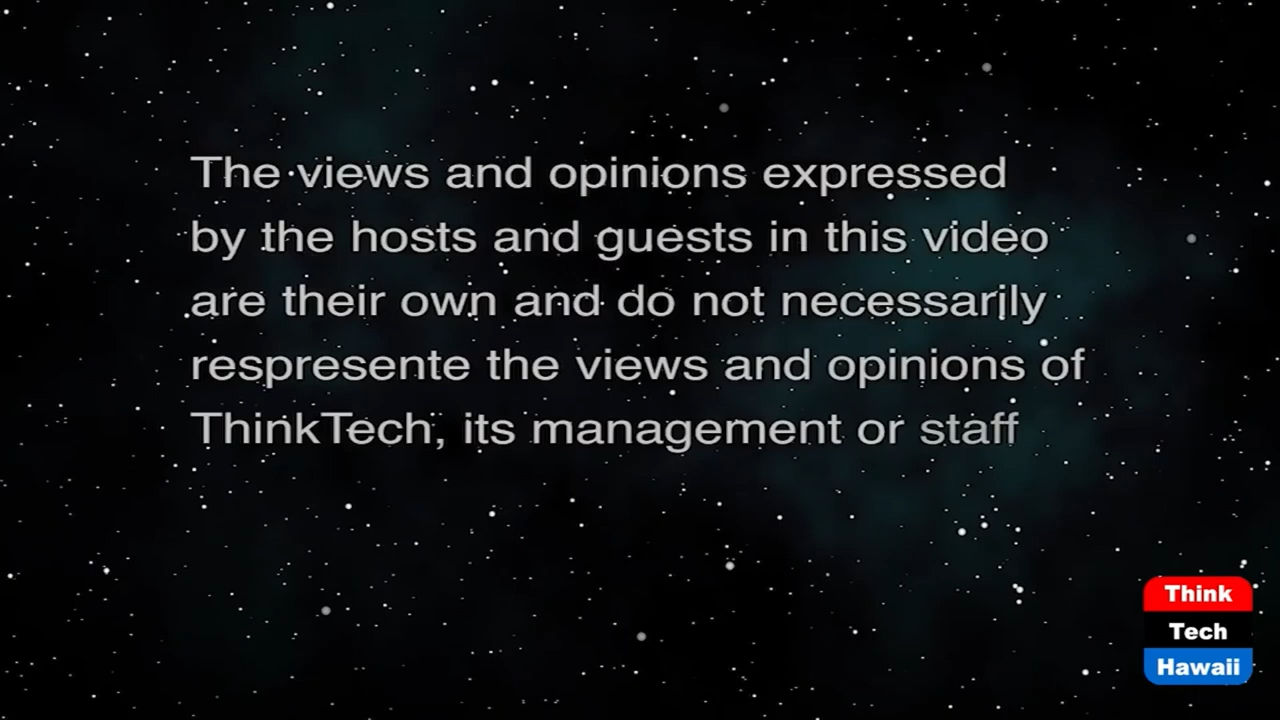 The views and opinions expressed
by the hosts and guests in this video
are their own and do not necessarily
respresente the views and opinions of
ThinkTech, its management or staff
Think
Tech
Hawaii